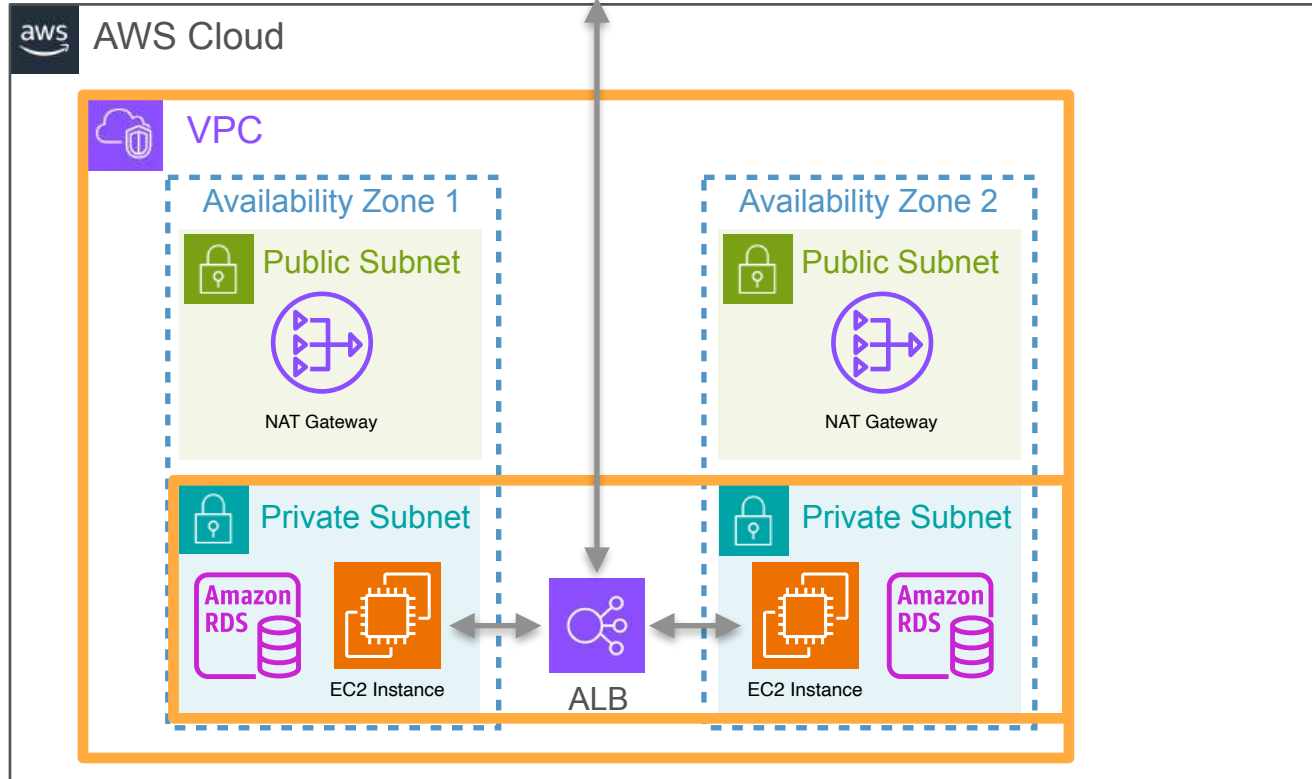 aws
AWS Cloud
VPC
Availability Zone 1
Availability Zone 2
Public Subnet
Public Subnet
NAT Gateway
NAT Gateway
Private Subnet
Private Subnet
Amazon
RDS
EC2 Instance
ALB
EC2 Instance
Amazon
RDS